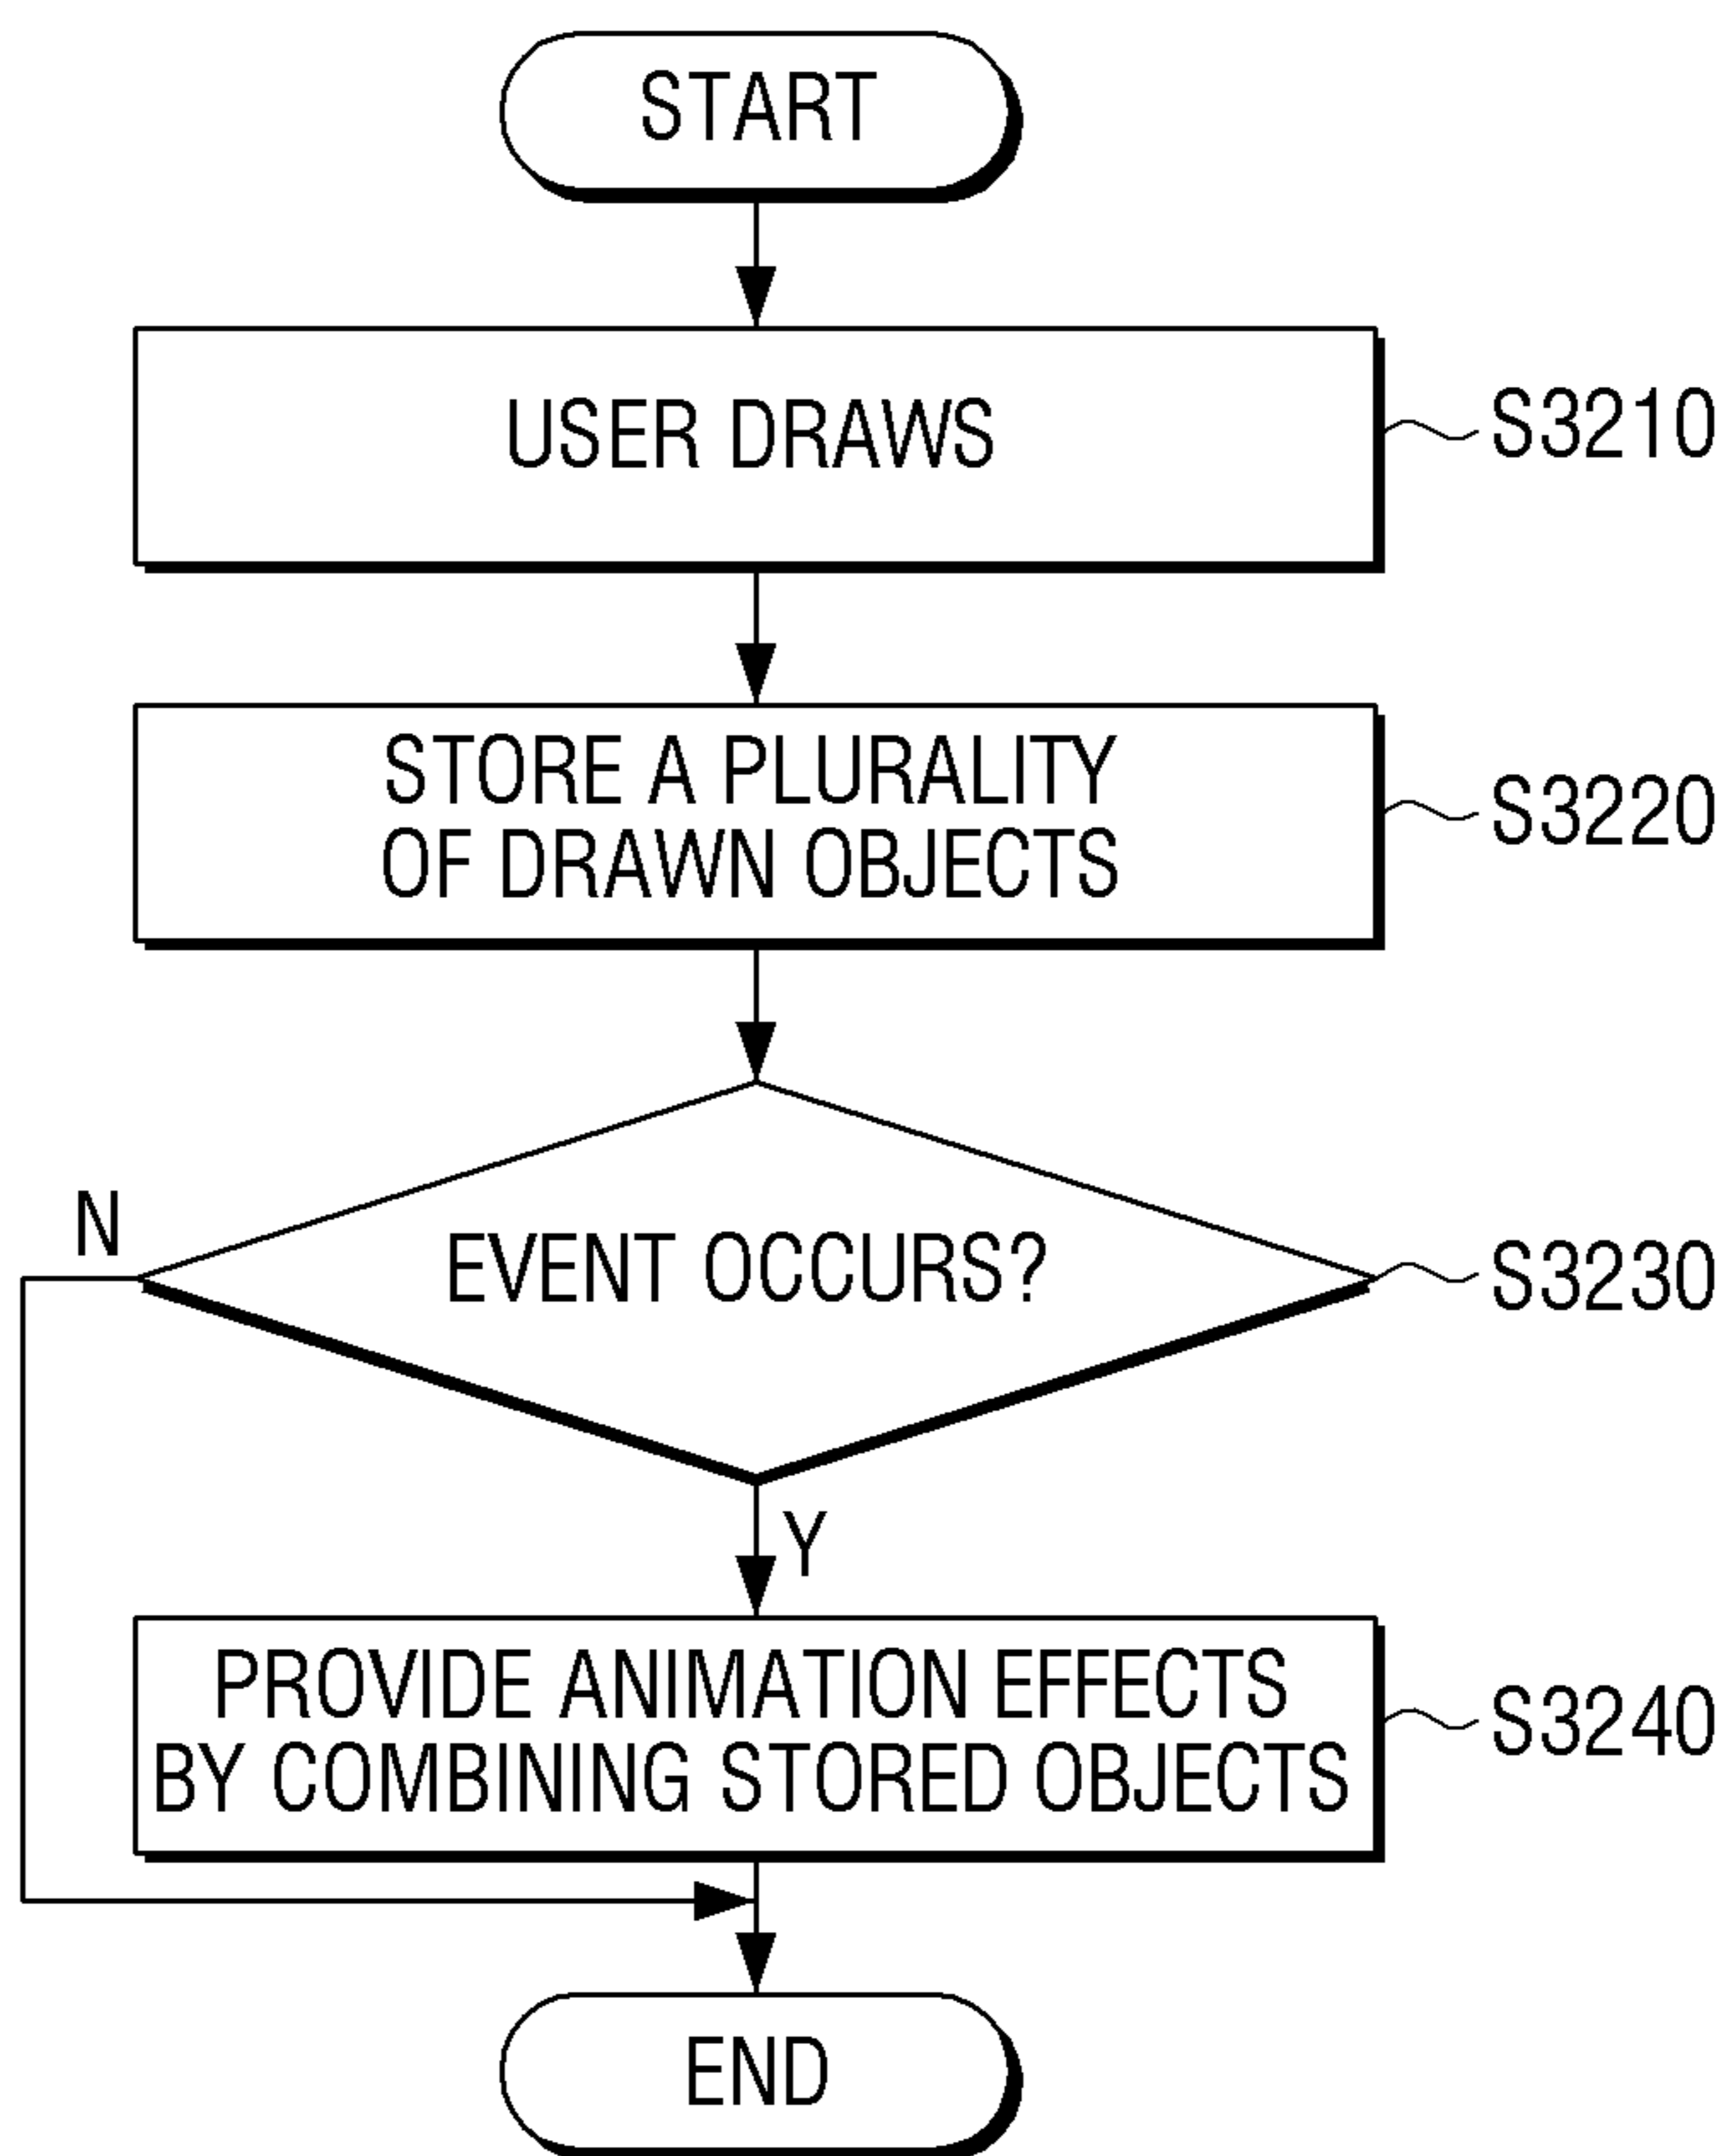 START
USER DRAWS
S3210
STORE A PLURALITY
OF DRAWN OBJECTS
S3220
N
EVENT OCCURS?
S3230
Y
PROVIDE ANIMATION EFFECTS
BY COMBINING STORED OBJECTS
S3240
END